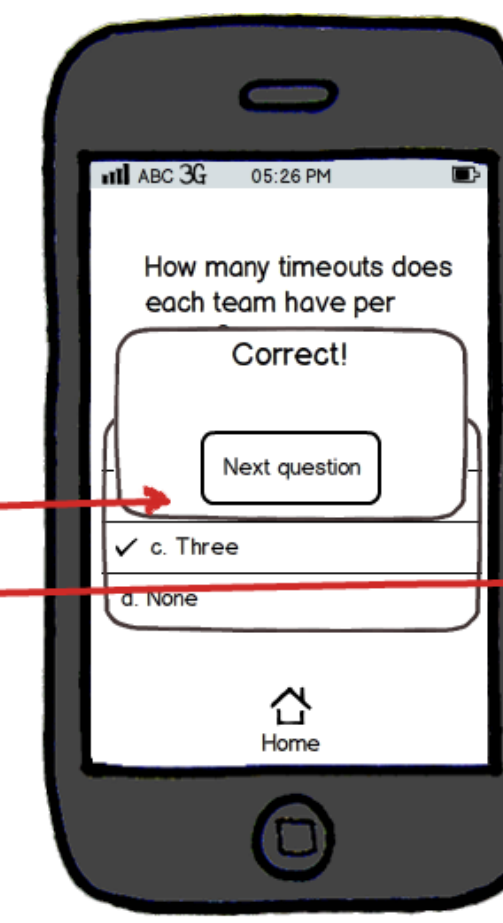 ABC 3G 05:26 PM
How many timeouts does
each team have per
Correct!
Next question
✓ c. Three
d. None
Home